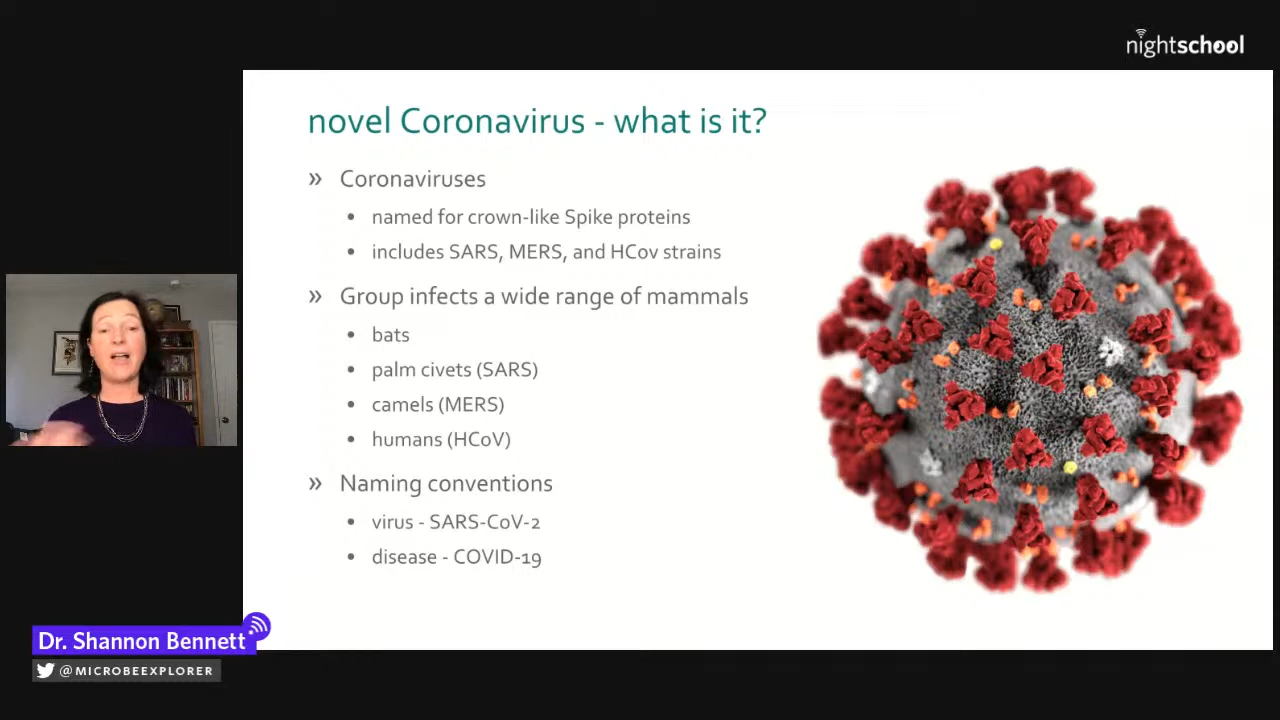 nightschool
novel Coronavirus - what is it?
» Coronaviruses
• named for crown-like Spike proteins
• includes SARS, MERS, and HCov strains
» Group infects a wide range of mammals
• bats
• palm civets (SARS)
• camels (MERS)
• humans (HCoV)
» Naming conventions
• virus - SARS-CoV-2
• disease - COVID-19
Dr. Shannon Bennett
@MICROBEEXPLORER